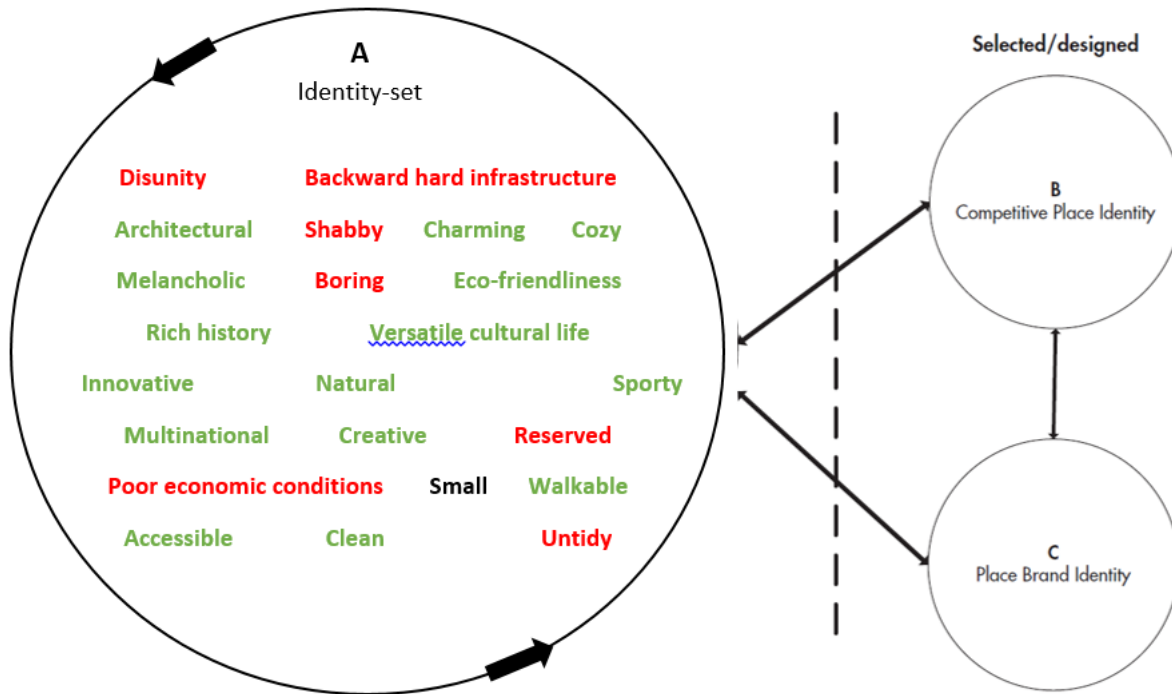 A
Identity-set
Disunity Backward hard infrastructure
Architectural Shabby Charming Cozy
Melancholic Boring Eco-friendliness
Rich history Versatile cultural life
Innovative Natural Sporty
Multinational Creative Reserved
Poor economic conditions Small Walkable
Accessible Clean Untidy
Selected/designed
B
Competitive Place Identity
C
Place Brand Identity